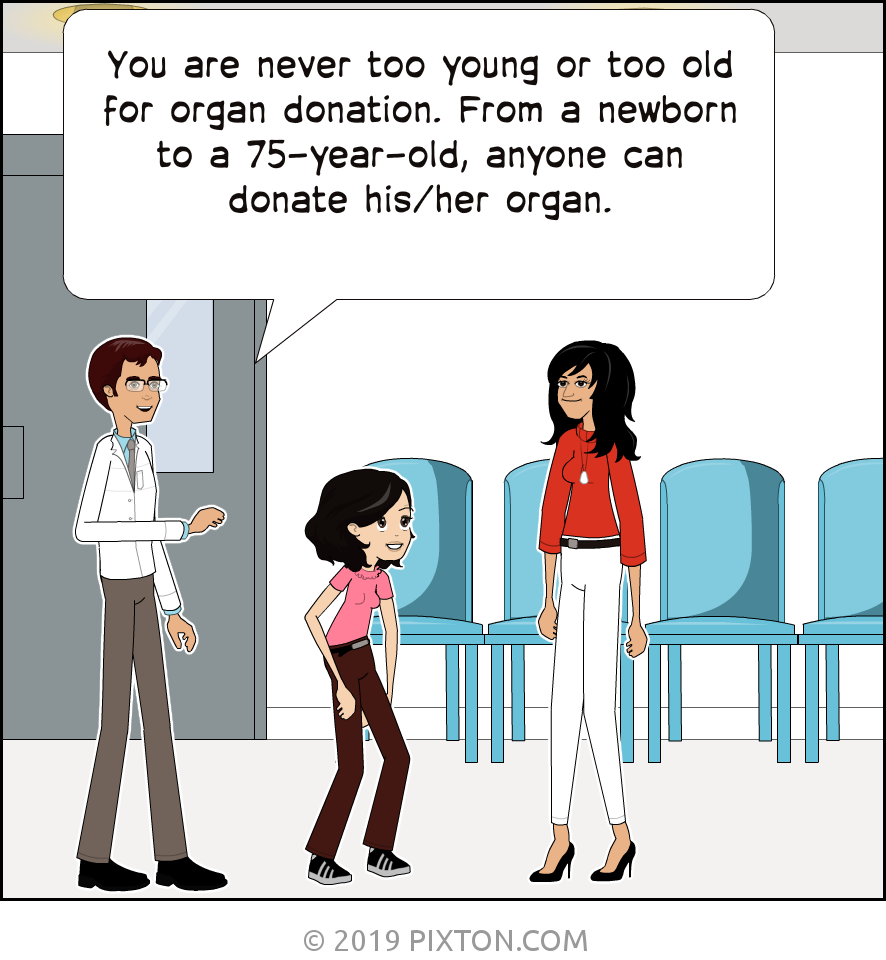 You are never too young or too old
for organ donation. From a newborn
to a 75-year-old, anyone can
donate his/her organ.
© 2019 PIXTON.COM